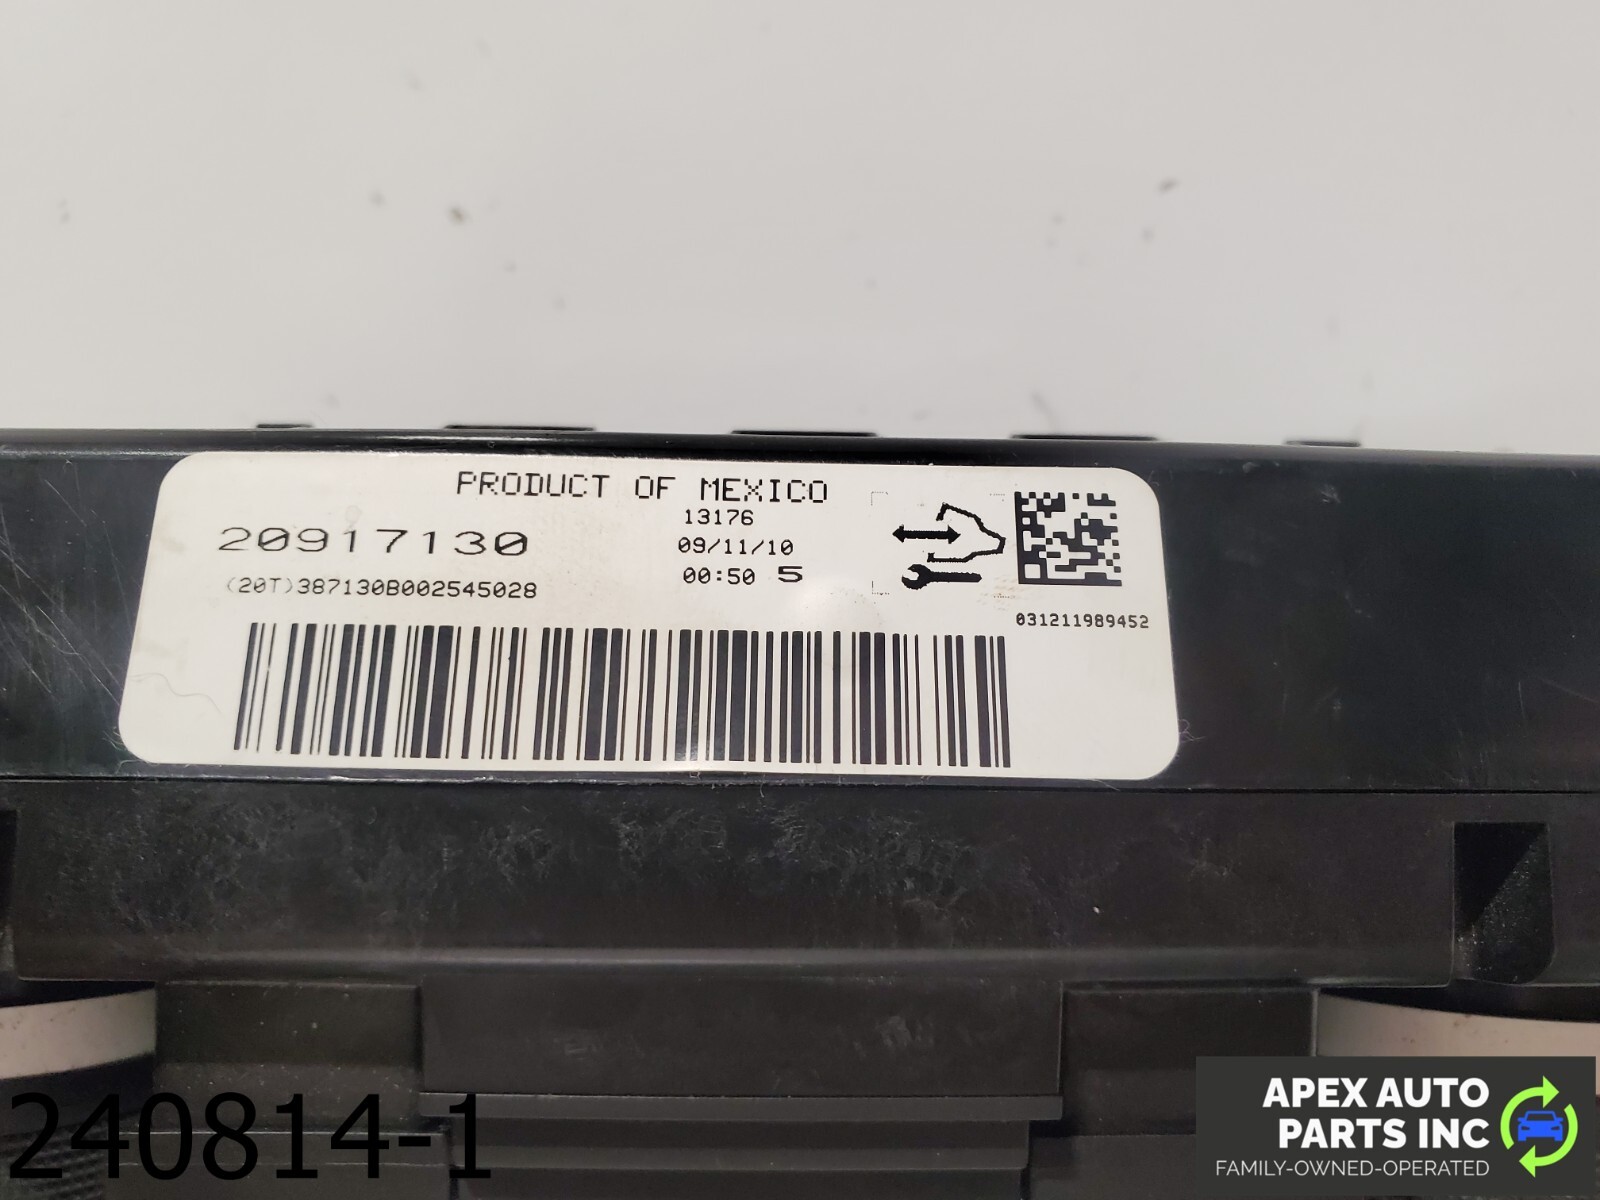 PRODUCT OF MEXICO
13176
20917130
09/11/10
(20T)387130B002545028
00:50 5
031211989452
240814-1
APEX AUTO
PARTS INC
FAMILY-OWNED-OPERATED